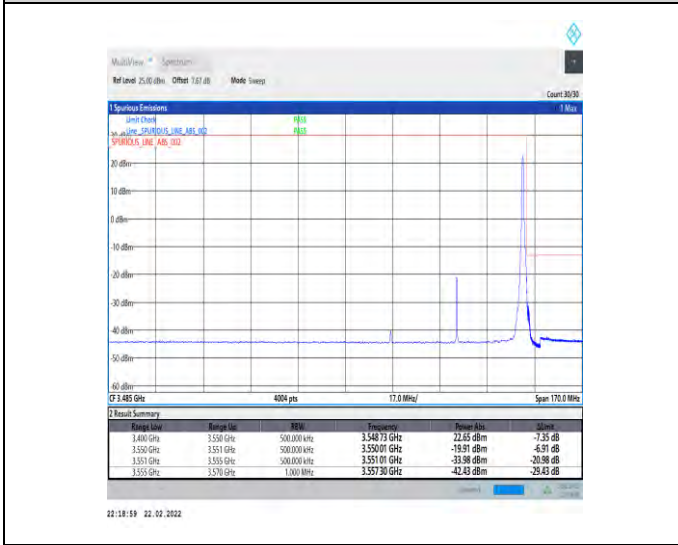 MultiView Spectrum
Ref Level 25.00 dBm Offset 7.67 dB Mode Sweep
Count 30/30
1 Spurious Emissions 1 Max
Limit Check PASS
Line _SPURIOUS_LINE_ABS_002 PASS
SPURIOUS_LINE_ABS_002
20 dBm
10 dBm
0 dBm
-10 dBm
-20 dBm
-30 dBm
-40 dBm
-50 dBm
-60 dBm
CF 3.485 GHz 4004 pts 17.0 MHz/ Span 170.0 MHz
2 Result Summary
Range Low Range Up RBW Frequency Power Abs ΔLimit
3.400 GHz 3.550 GHz 500.000 kHz 3.54873 GHz 22.65 dBm -7.35 dB
3.550 GHz 3.551 GHz 500.000 kHz 3.55001 GHz -19.91 dBm -6.91 dB
3.551 GHz 3.555 GHz 500.000 kHz 3.55101 GHz -33.98 dBm -20.98 dB
3.555 GHz 3.570 GHz 1.000 MHz 3.55730 GHz -42.43 dBm -29.43 dB
22:18:59 22.02.2022